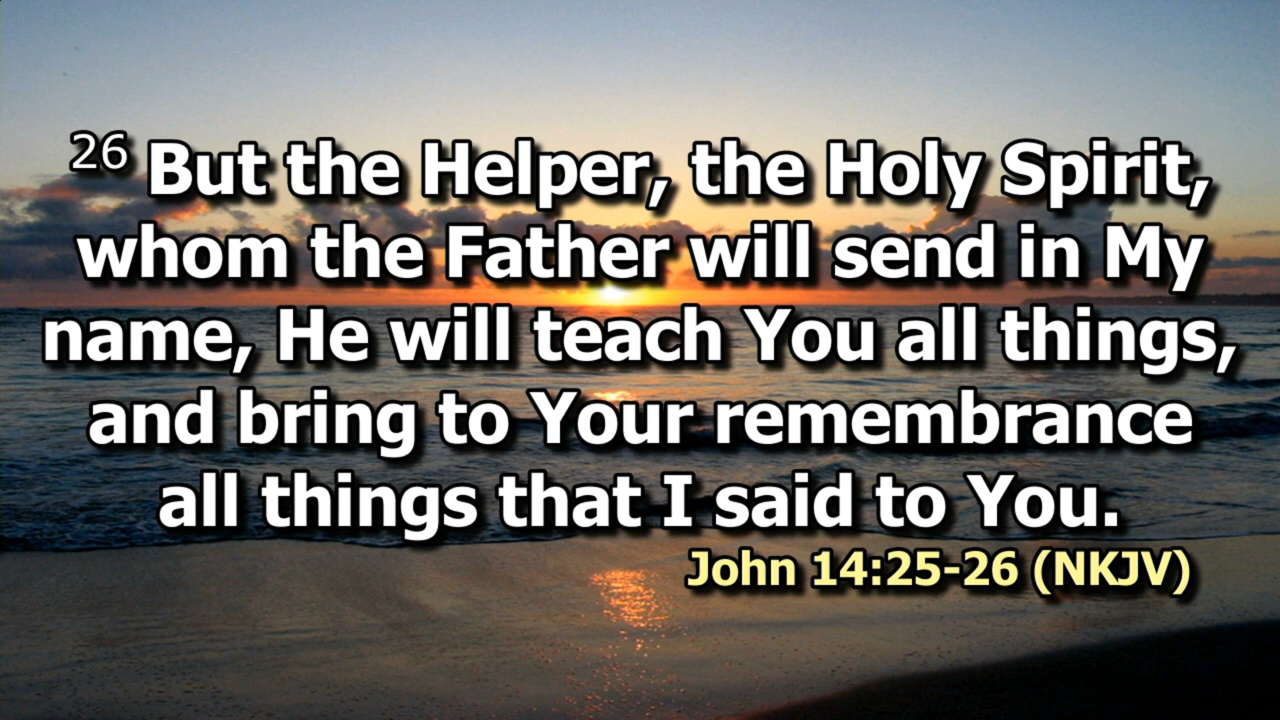 26 But the Helper, the Holy Spirit,
whom the Father will send in My
name, He will teach You all things,
and bring to Your remembrance
all things that I said to You.
John 14:25-26 (NKJV)